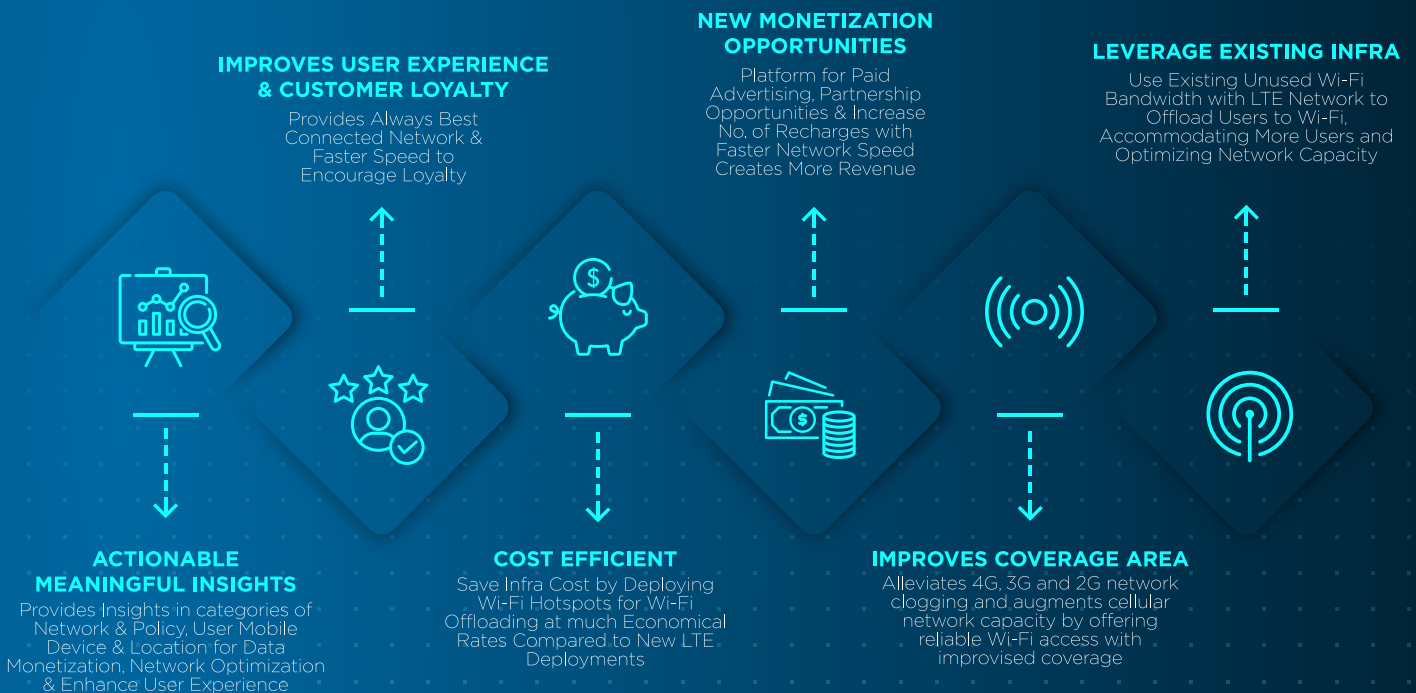 IMPROVES USER EXPERIENCE
& CUSTOMER LOYALTY
Provides Always Best
Connected Network &
Faster Speed to
Encourage Loyalty
NEW MONETIZATION
OPPORTUNITIES
Platform for Paid
Advertising, Partnership
Opportunities & Increase
No. of Recharges with
Faster Network Speed
Creates More Revenue
LEVERAGE EXISTING INFRA
Use Existing Unused Wi-Fi
Bandwidth with LTE Network to
Offload Users to Wi-Fi,
Accommodating More Users and
Optimizing Network Capacity
$
$
ACTIONABLE
MEANINGFUL INSIGHTS
Provides Insights in categories of
Network & Policy, User Mobile
Device & Location for Data
Monetization, Network Optimization
& Enhance User Experience
COST EFFICIENT
Save Infra Cost by Deploying
Wi-Fi Hotspots for Wi-Fi
Offloading at much Economical
Rates Compared to New LTE
Deployments
IMPROVES COVERAGE AREA
Alleviates 4G, 3G and 2G network
clogging and augments cellular
network capacity by offering
reliable Wi-Fi access with
improvised coverage